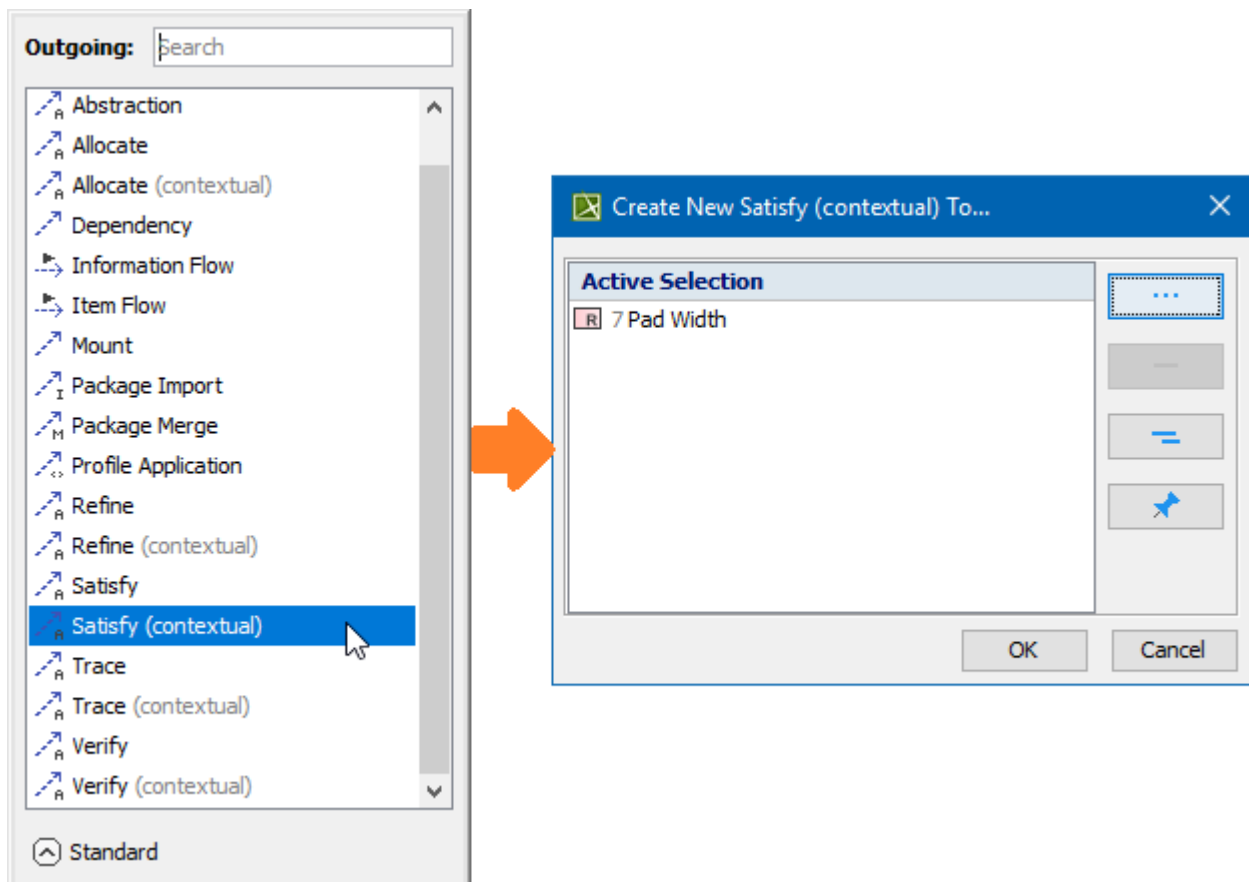 Outgoing: Search
Abstraction
Allocate
Allocate (contextual)
Dependency
Information Flow
Item Flow
Mount
Package Import
Package Merge
Profile Application
Refine
Refine (contextual)
Satisfy
Satisfy (contextual)
Trace
Trace (contextual)
Verify
Verify (contextual)
Standard
Create New Satisfy (contextual) To...
Active Selection
R 7 Pad Width
...
OK Cancel